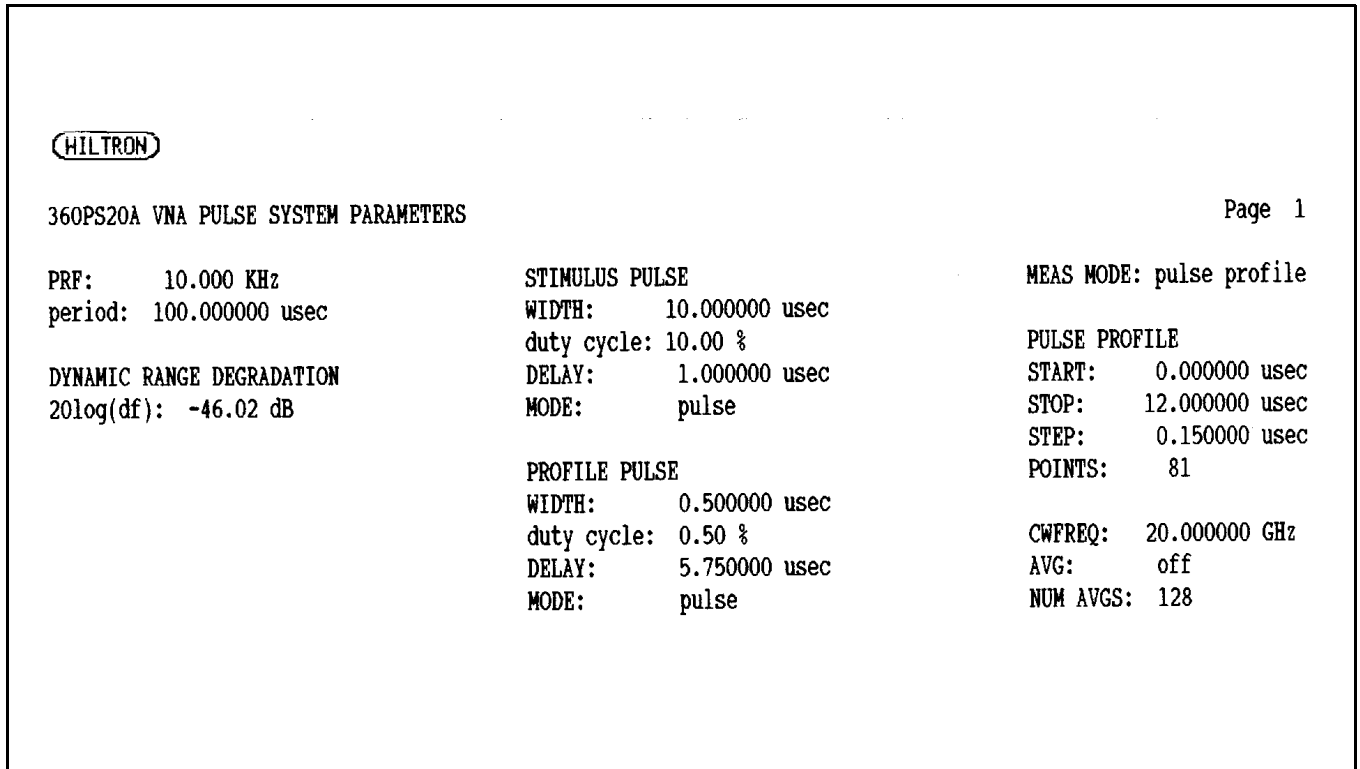 HILTRON
360PS20A VNA PULSE SYSTEM PARAMETERS
Page 1
PRF: 10.000 KHz
period: 100.000000 usec
DYNAMIC RANGE DEGRADATION
20log(df): -46.02 dB
STIMULUS PULSE
WIDTH: 10.000000 usec
duty cycle: 10.00 %
DELAY: 1.000000 usec
MODE: pulse
PROFILE PULSE
WIDTH: 0.500000 usec
duty cycle: 0.50 %
DELAY: 5.750000 usec
MODE: pulse
MEAS MODE: pulse profile
PULSE PROFILE
START: 0.000000 usec
STOP: 12.000000 usec
STEP: 0.150000 usec
POINTS: 81
CWFREQ: 20.000000 GHz
AVG: off
NUM AVGS: 128